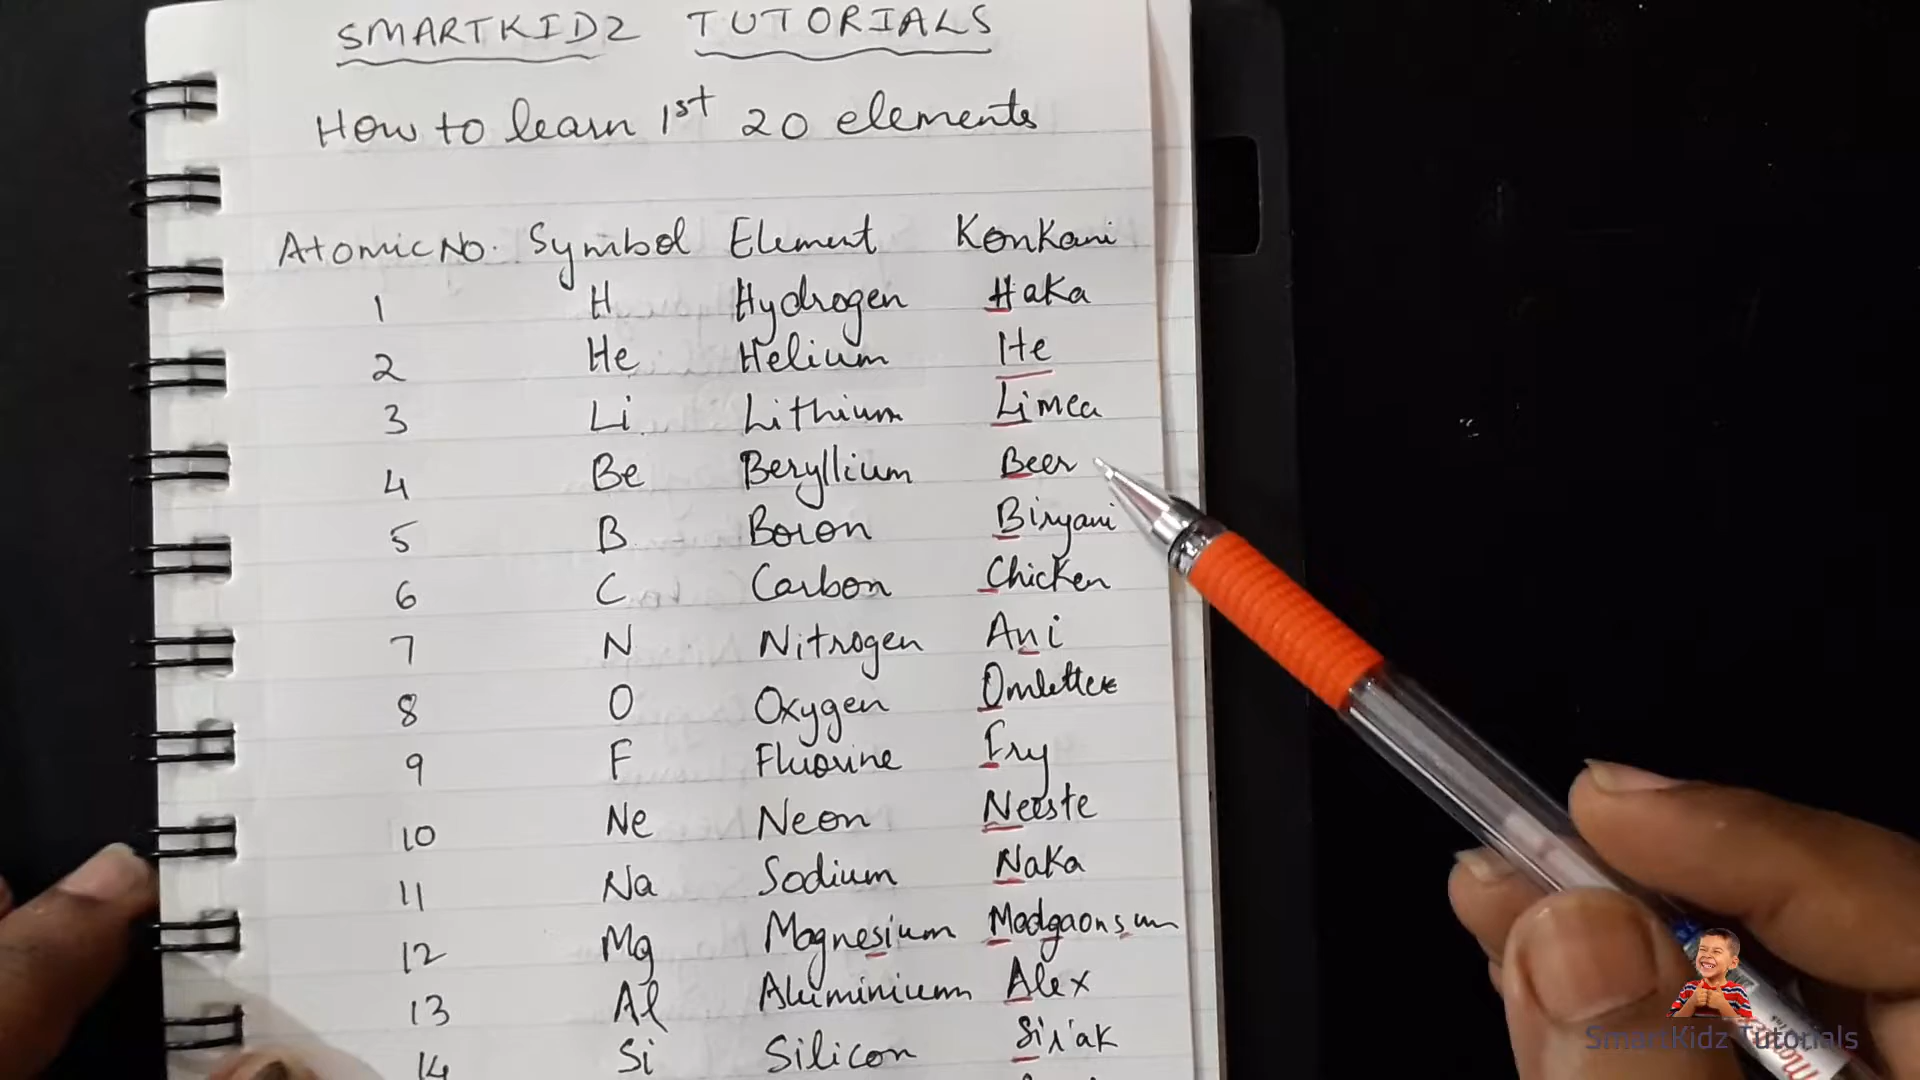 SMARTKIDZ TUTORIALS
How to learn 1st 20 elements
Atomic No. Symbol Element Konkani
1 H Hydrogen Haka
2 He Helium He
3 Li Lithium Limea
4 Be Beryllium Beer
5 B Boron Biryani
6 C Carbon Chicken
7 N Nitrogen Ani
8 O Oxygen Omlette
9 F Fluorine Fry
10 Ne Neon Neeste
11 Na Sodium Naka
12 Mg Magnesium Madgaonsun
13 Al Aluminium Alex
14 Si Silicon
SmartKidz Tutorials